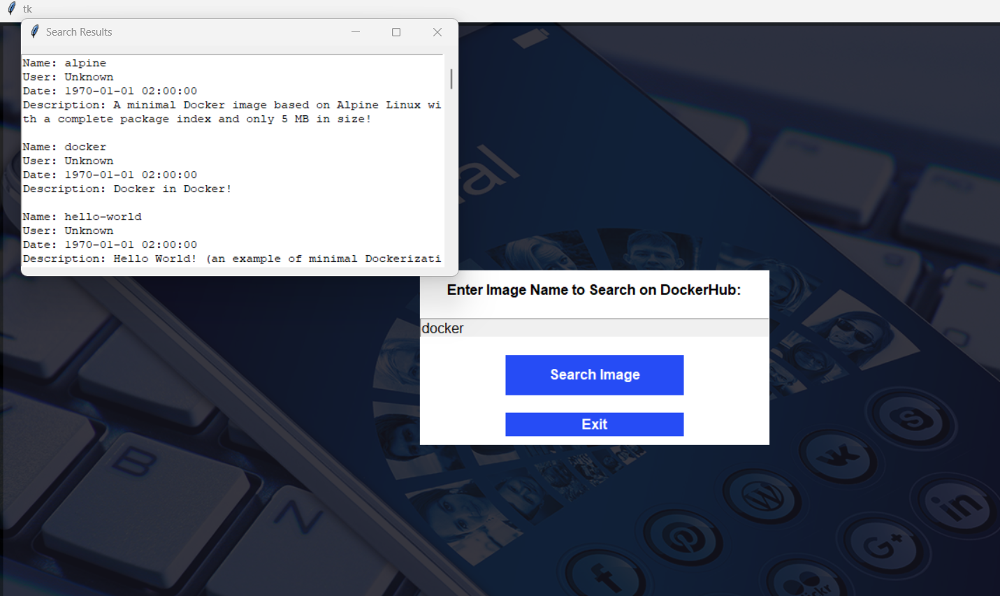 tk
Search Results
Name: alpine
User: Unknown
Date: 1970-01-01 02:00:00
Description: A minimal Docker image based on Alpine Linux wi
th a complete package index and only 5 MB in size!
Name: docker
User: Unknown
Date: 1970-01-01 02:00:00
Description: Docker in Docker!
Name: hello-world
User: Unknown
Date: 1970-01-01 02:00:00
Description: Hello World! (an example of minimal Dockerizati
al
Enter Image Name to Search on DockerHub:
docker
Search Image
Exit
B
N
in
G+
f